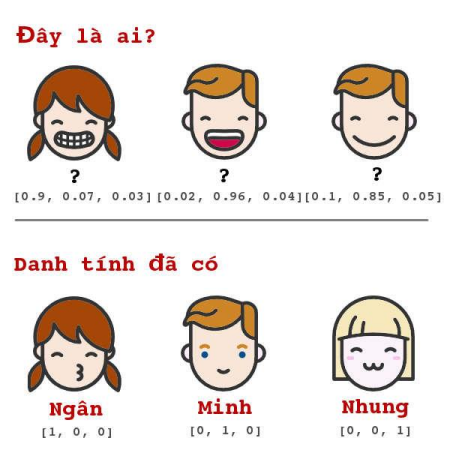 Đây là ai?
? ? ?
[0.9, 0.07, 0.03] [0.02, 0.96, 0.04] [0.1, 0.85, 0.05]
Danh tính đã có
Ngân Minh Nhung
[1, 0, 0] [0, 1, 0] [0, 0, 1]